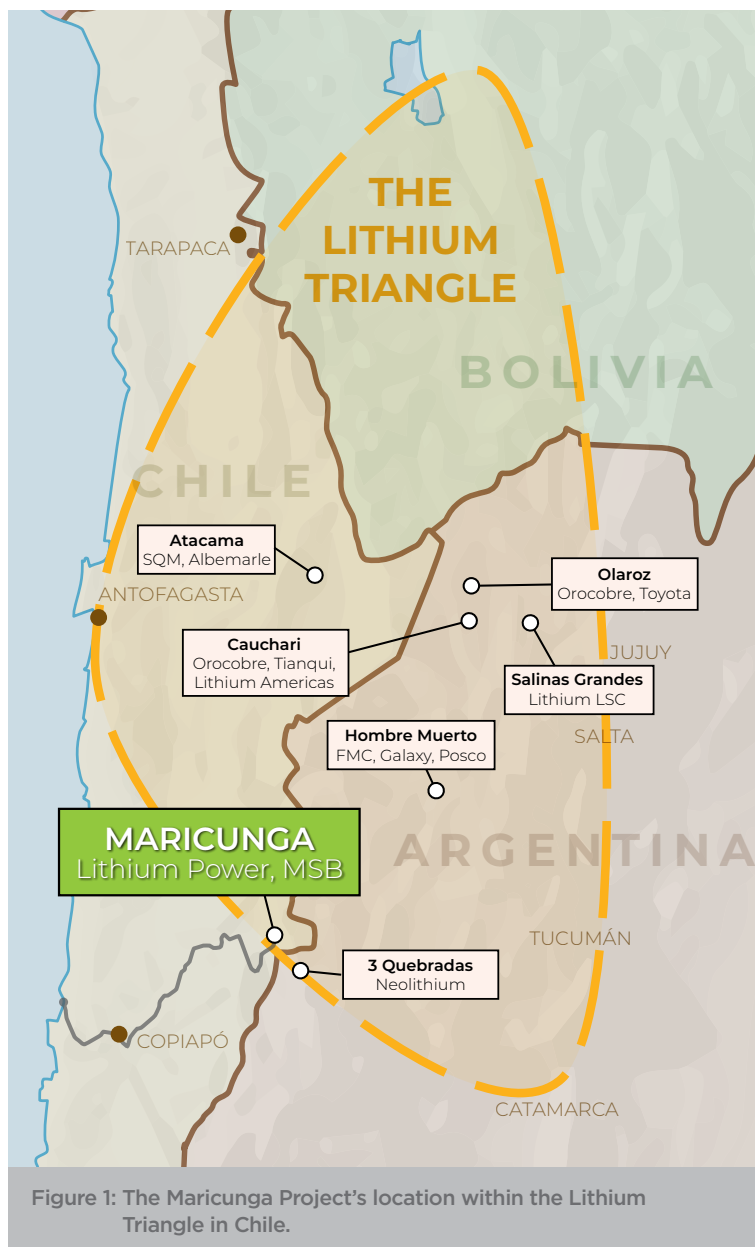 THE
LITHIUM
TRIANGLE
TARAPACA
BOLIVIA
CHILE
Atacama
SQM, Albemarle
ANTOFAGASTA
Olaroz
Orocobre, Toyota
Cauchari
Orocobre, Tianqui,
Lithium Americas
JUJUY
Salinas Grandes
Lithium LSC
SALTA
Hombre Muerto
FMC, Galaxy, Posco
MARICUNGA
Lithium Power, MSB
ARGENTINA
TUCUMÁN
3 Quebradas
Neolithium
COPIAPÓ
CATAMARCA
Figure 1: The Maricunga Project's location within the Lithium
Triangle in Chile.